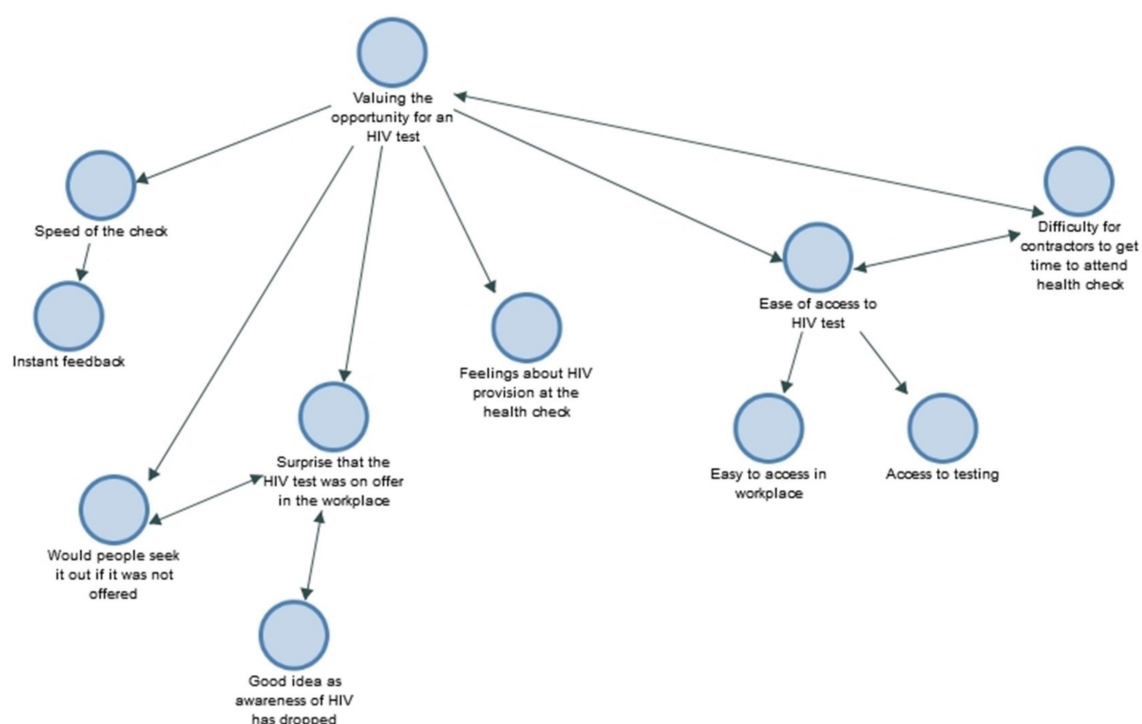 Valuing the
opportunity for an
HIV test
Speed of the check
Instant feedback
Difficulty for
contractors to get
time to attend
health check
Ease of access to
HIV test
Feelings about HIV
provision at the
health check
Surprise that the
HIV test was on offer
in the workplace
Easy to access in
workplace
Access to testing
Would people seek
it out if it was not
offered
Good idea as
awareness of HIV
has dropped